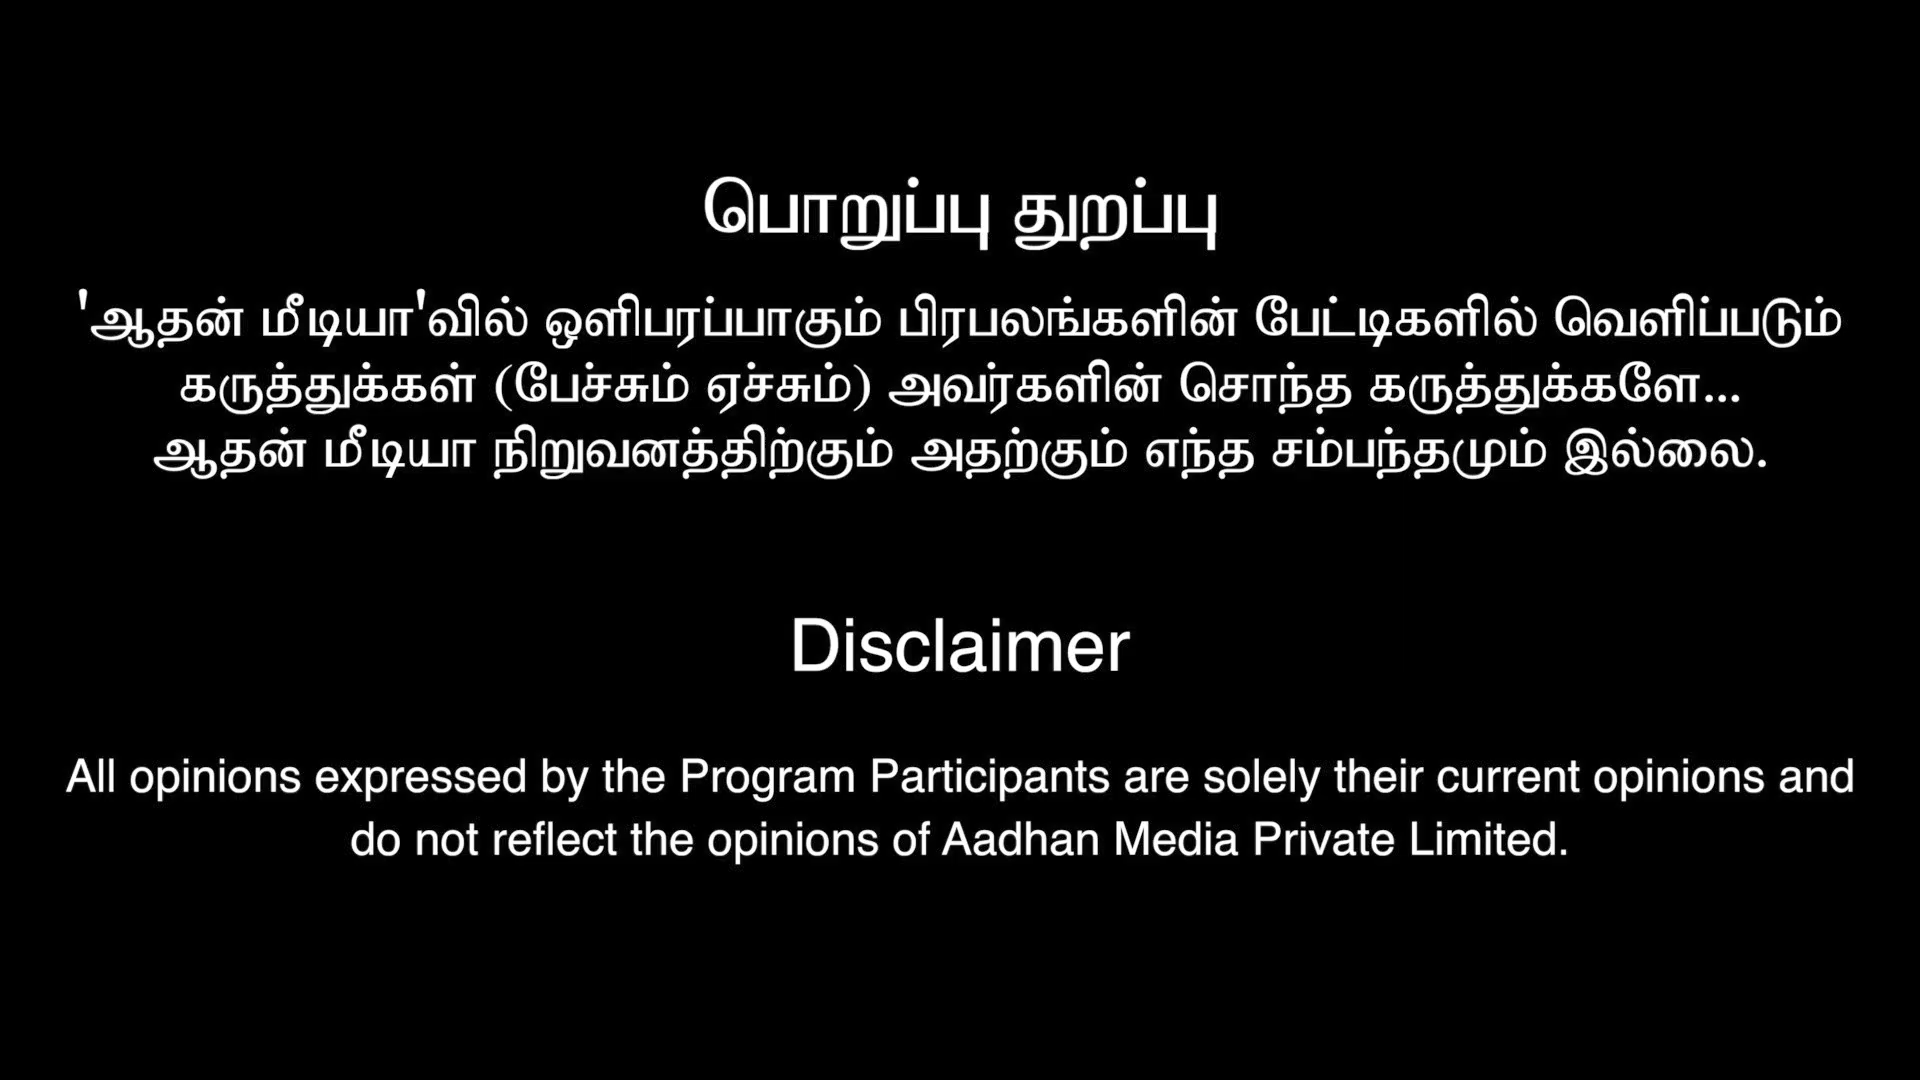 பொறுப்பு துறப்பு
'ஆதன் மீடியா'வில் ஒளிபரப்பாகும் பிரபலங்களின் பேட்டிகளில் வெளிப்படும்
கருத்துக்கள் (பேச்சும் ஏச்சும்) அவர்களின் சொந்த கருத்துக்களே...
ஆதன் மீடியா நிறுவனத்திற்கும் அதற்கும் எந்த சம்பந்தமும் இல்லை.
Disclaimer
All opinions expressed by the Program Participants are solely their current opinions and
do not reflect the opinions of Aadhan Media Private Limited.